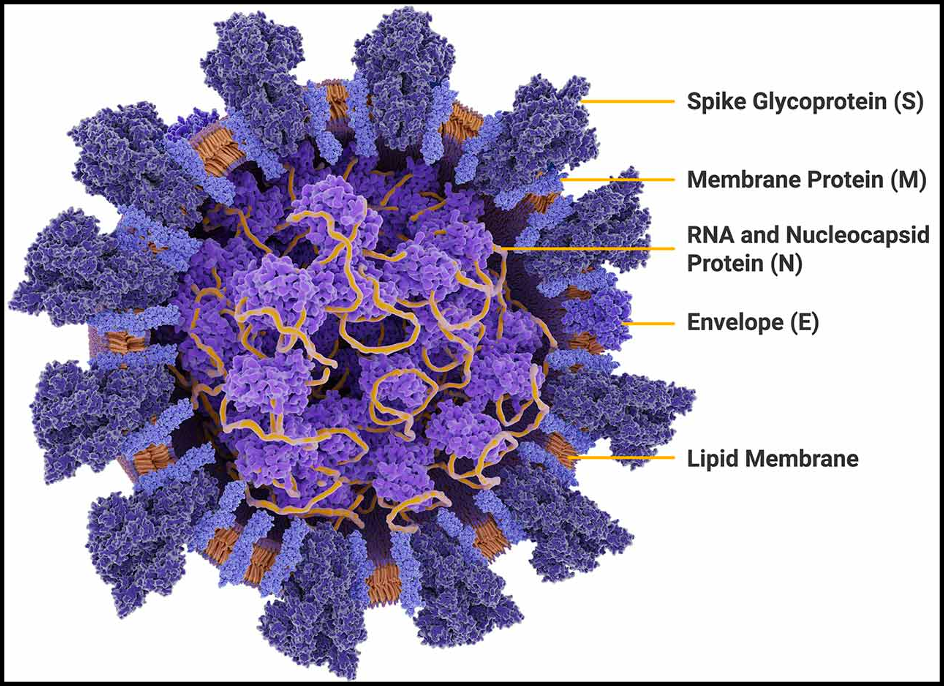 Spike Glycoprotein (S)
Membrane Protein (M)
RNA and Nucleocapsid
Protein (N)
Envelope (E)
Lipid Membrane